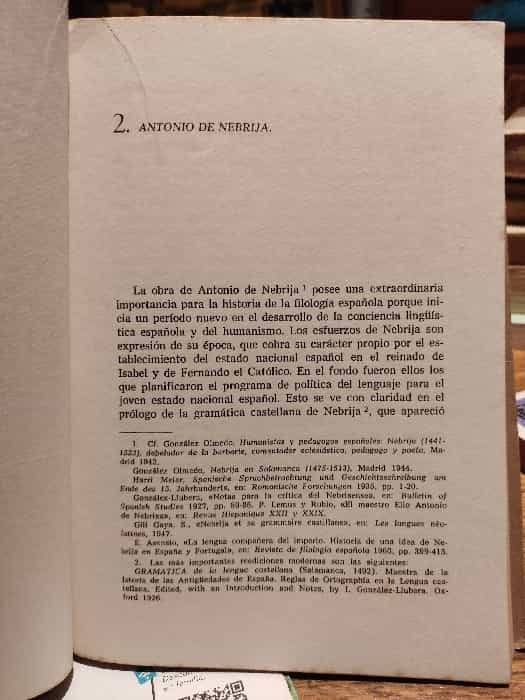 2. ANTONIO DE NEBRIJA.
La obra de Antonio de Nebrija 1 posee una extraordinaria
importancia para la historia de la filología española porque ini-
cia un período nuevo en el desarrollo de la conciencia lingüís-
tica española y del humanismo. Los esfuerzos de Nebrija son
expresión de su época, que cobra su carácter propio por el es-
tablecimiento del estado nacional español en el reinado de
Isabel y de Fernando el Católico. En el fondo fueron ellos los
que planificaron el programa de política del lenguaje para el
joven estado nacional español. Esto se ve con claridad en el
prólogo de la gramática castellana de Nebrija 2, que apareció
1. Cf. González Olmedo, Humanistas y pedagogos españoles: Nebrija (1441-
1522), debelador de la barbarie, comentador eclesiástico, pedagogo y poeta. Ma-
drid 1942.
González Olmedo, Nebrija en Salamanca (1475-1513), Madrid 1944.
Harri Meier, Spanische Sprachbetrachtung und Geschichtsschreibung am
Ende des 15. Jahrhunderts, en: Romanische Forschungen 1935, pp. 1-20.
González-Llubera, «Notas para la crítica del Nebrisense», en: Bulletin of
Spanish Studies 1927, pp. 89-98. P. Lemus y Rubio, «El maestro Elio Antonio
de Nebrixa», en: Revue Hispanique XXII y XXIX.
Gili Gaya, S., «Nebrija et sa grammaire castillane», en: Les langues néo-
latines, 1947.
E. Asensio, «La lengua compañera del imperio. Historia de una idea de Ne-
brija en España y Portugal», en: Revista de filología española 1960, pp. 399-413.
2. Las más importantes reediciones modernas son las siguientes:
GRAMATICA de la lengua castellana (Salamanca, 1492). Muestra de la
Istoria de las Antigüedades de España. Reglas de Ortographía en la Lengua cas-
tellana. Edited, with an Introduction and Notes, by I. González-Llubera. Ox-
ford 1926.